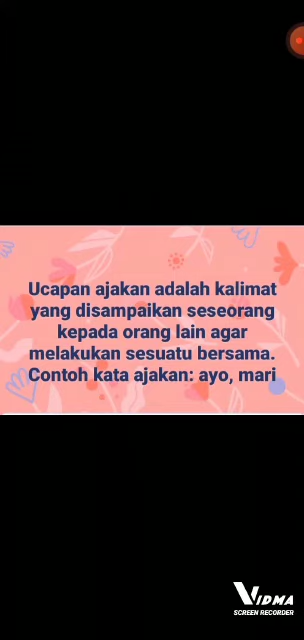 Ucapan ajakan adalah kalimat
yang disampaikan seseorang
kepada orang lain agar
melakukan sesuatu bersama.
Contoh kata ajakan: ayo, mari
VIDMA
SCREEN RECORDER